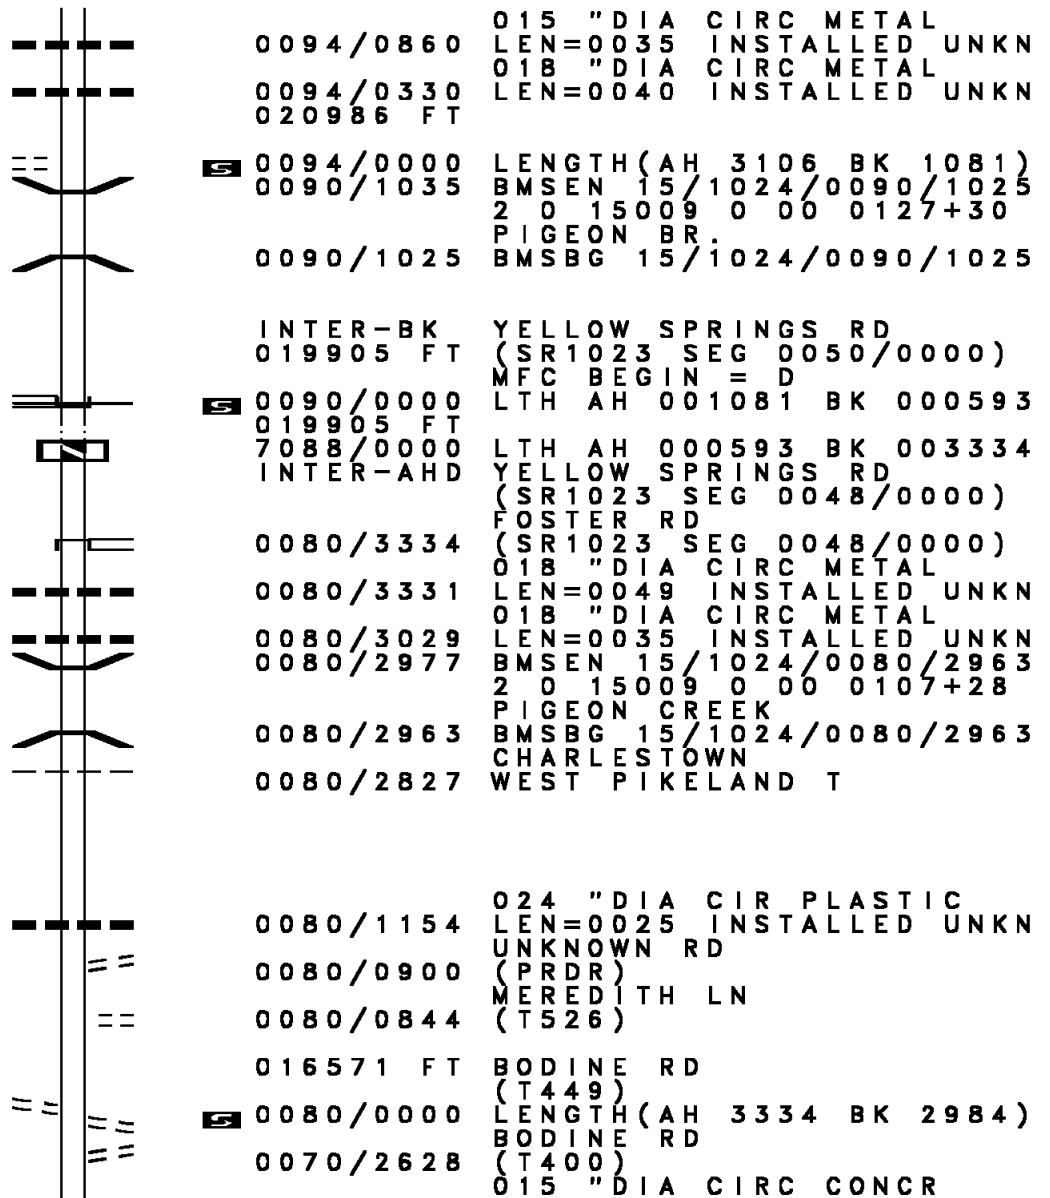 015 "DIA CIRC METAL
0094/0860 LEN=0035 INSTALLED UNKN
018 "DIA CIRC METAL
0094/0330 LEN=0040 INSTALLED UNKN
020986 FT
S 0094/0000 LENGTH(AH 3106 BK 1081)
0090/1035 BMSEN 15/1024/0090/1025
2 0 15009 0 00 0127+30
PIGEON BR.
0090/1025 BMSBG 15/1024/0090/1025
INTER-BK YELLOW SPRINGS RD
019905 FT (SR1023 SEG 0050/0000)
MFC BEGIN = D
S 0090/0000 LTH AH 001081 BK 000593
019905 FT
7088/0000 LTH AH 000593 BK 003334
INTER-AHD YELLOW SPRINGS RD
(SR1023 SEG 0048/0000)
FOSTER RD
0080/3334 (SR1023 SEG 0048/0000)
018 "DIA CIRC METAL
0080/3331 LEN=0049 INSTALLED UNKN
018 "DIA CIRC METAL
0080/3029 LEN=0035 INSTALLED UNKN
0080/2977 BMSEN 15/1024/0080/2963
2 0 15009 0 00 0107+28
PIGEON CREEK
0080/2963 BMSBG 15/1024/0080/2963
CHARLESTOWN
0080/2827 WEST PIKELAND T
024 "DIA CIR PLASTIC
0080/1154 LEN=0025 INSTALLED UNKN
UNKNOWN RD
0080/0900 (PRDR)
MEREDITH LN
0080/0844 (T526)
016571 FT BODINE RD
(T449)
S 0080/0000 LENGTH(AH 3334 BK 2984)
BODINE RD
0070/2628 (T400)
015 "DIA CIRC CONCR